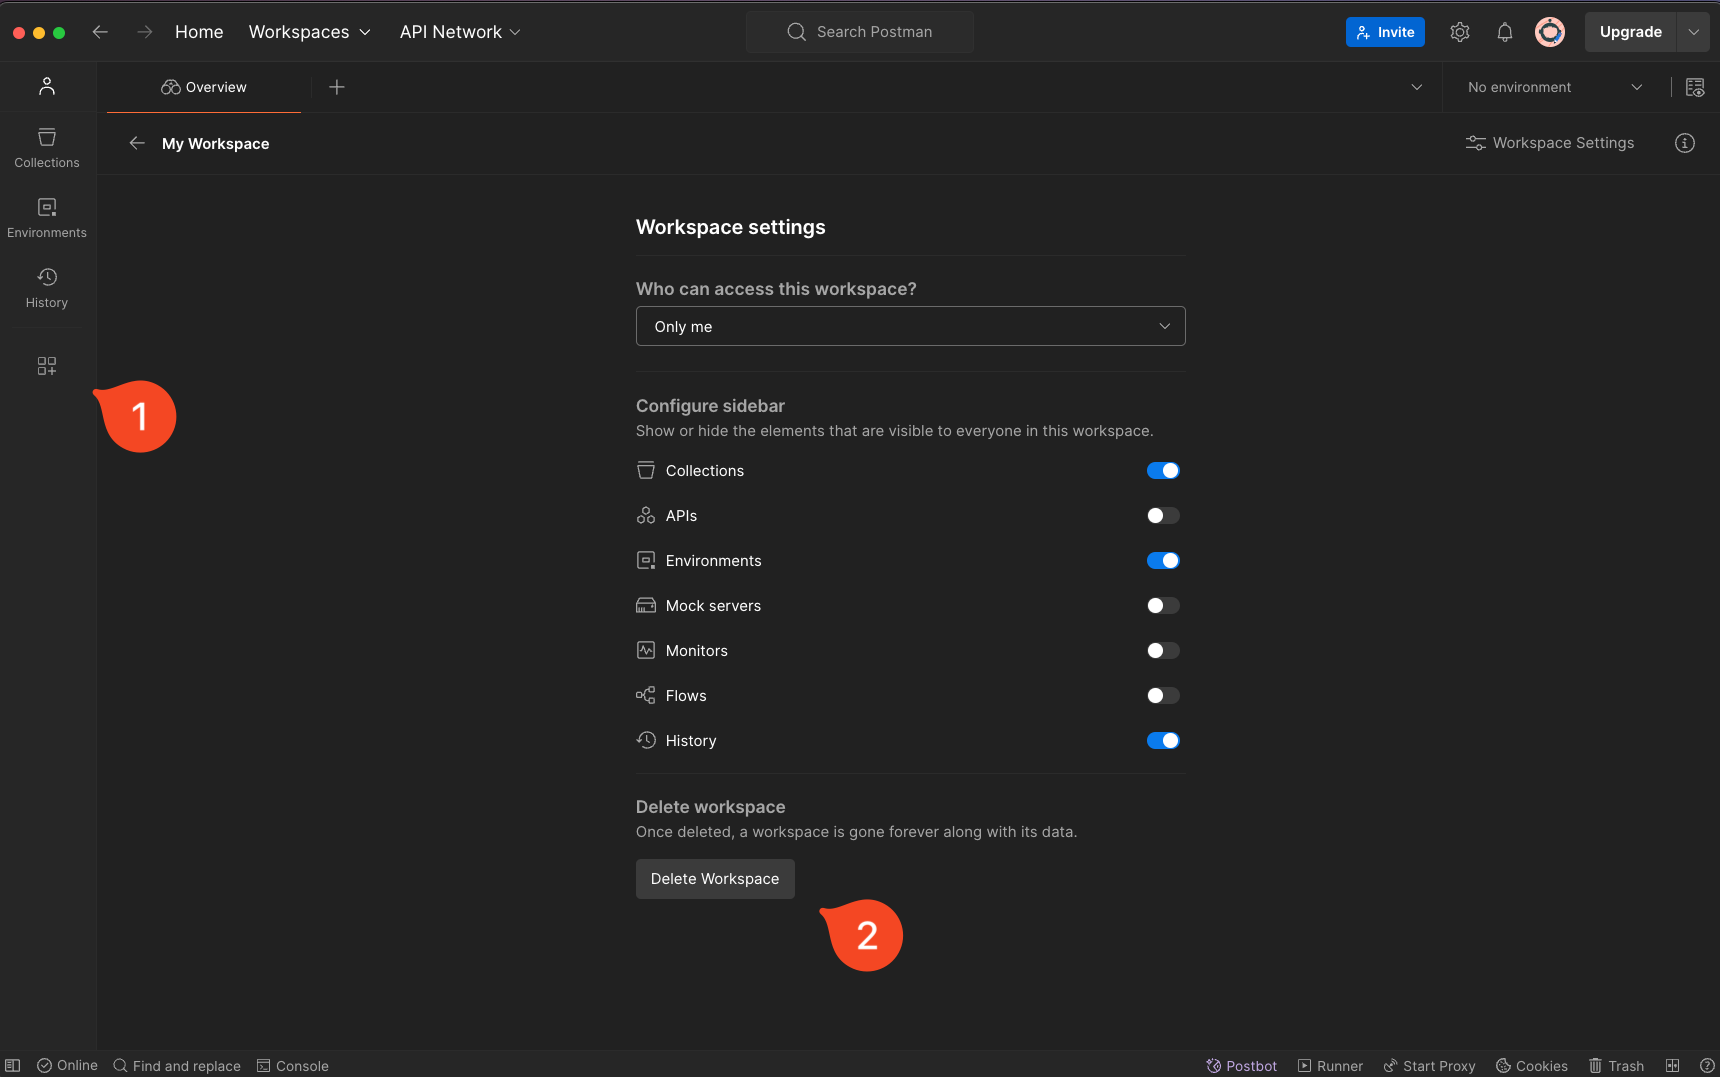 Home Workspaces API Network Search Postman Invite Upgrade
Overview No environment
My Workspace Workspace Settings
Collections
Environments
History
1
Workspace settings
Who can access this workspace?
Only me
Configure sidebar
Show or hide the elements that are visible to everyone in this workspace.
Collections
APIs
Environments
Mock servers
Monitors
Flows
History
Delete workspace
Once deleted, a workspace is gone forever along with its data.
Delete Workspace
2
Online Find and replace Console Postbot Runner Start Proxy Cookies Trash